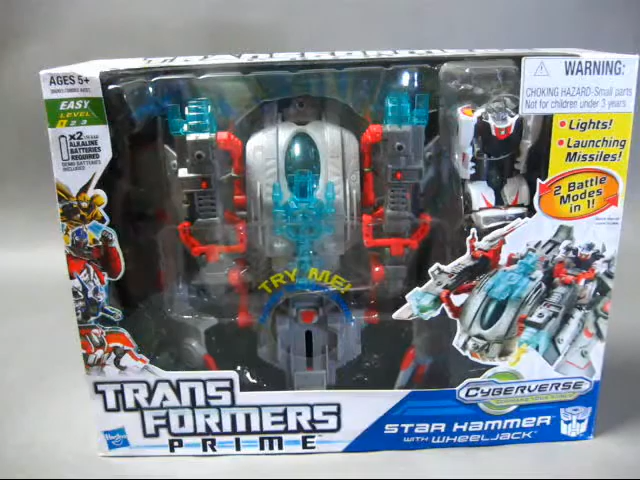 AGES 5+
EASY
LEVEL
1 2 3
x2
ALKALINE
BATTERIES
REQUIRED
WARNING:
CHOKING HAZARD-Small parts
Not for children under 3 years.
• Lights!
• Launching
Missiles!
2 Battle
Modes
in 1!
TRY ME!
TRANS
FORMERS
PRIME
Hasbro
CYBERVERSE
STAR HAMMER
WITH WHEELJACK